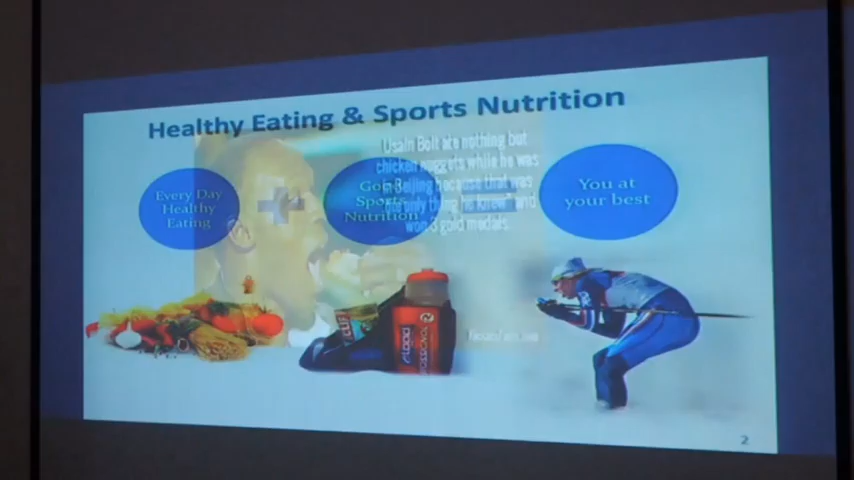 Healthy Eating & Sports Nutrition
Usain Bolt ate nothing but
chicken nuggets while he was
in Beijing because that was
the only thing "he knew" and
won 3 gold medals.
Every Day
Healthy
Eating
Good
Sports
Nutrition
You at
your best
CLIF
2